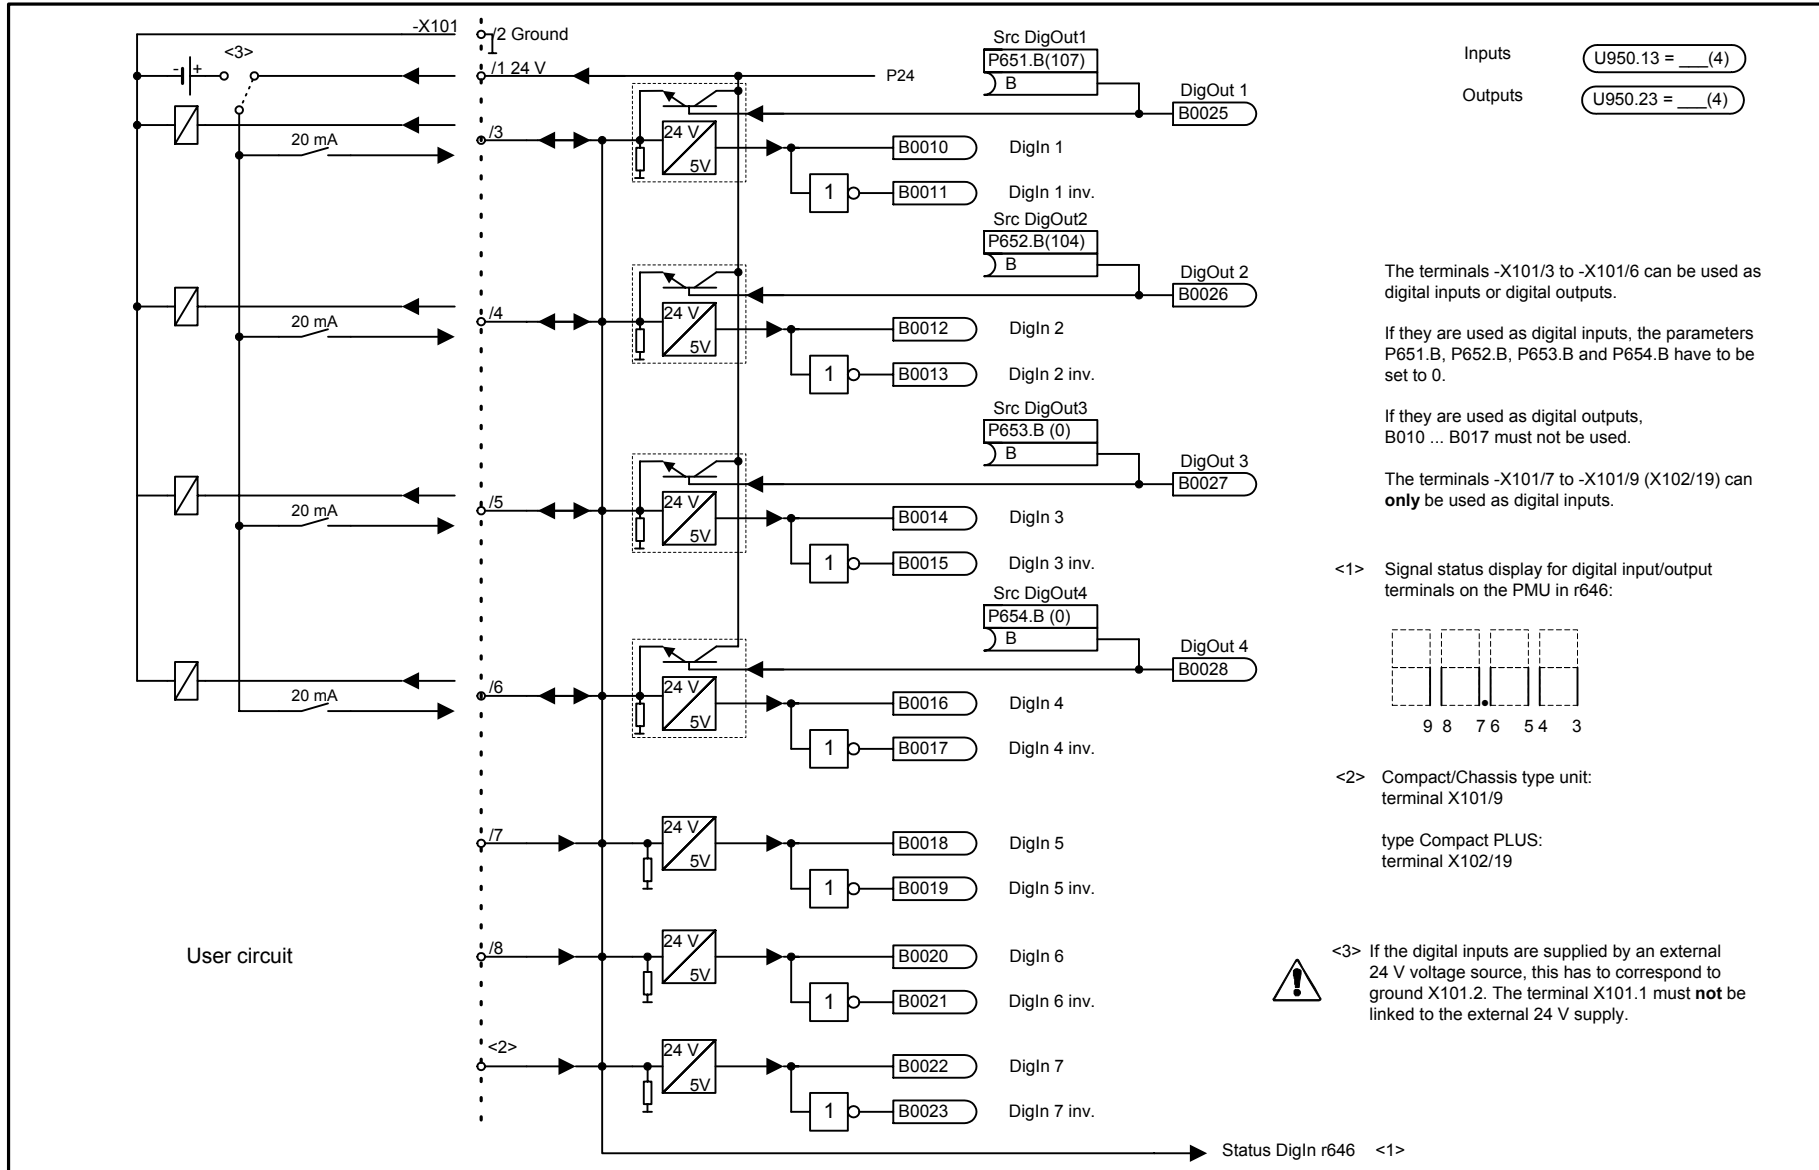 -X101
/2 Ground
<3>
- +
/1 24 V
P24
Src DigOut1
P651.B(107)
B
DigOut 1
B0025
Inputs
U950.13 = ___(4)
Outputs
U950.23 = ___(4)
/3
20 mA
24 V
5V
B0010
DigIn 1
1
B0011
DigIn 1 inv.
Src DigOut2
P652.B(104)
B
DigOut 2
B0026
/4
20 mA
24 V
5V
B0012
DigIn 2
1
B0013
DigIn 2 inv.
Src DigOut3
P653.B (0)
B
DigOut 3
B0027
/5
20 mA
24 V
5V
B0014
DigIn 3
1
B0015
DigIn 3 inv.
Src DigOut4
P654.B (0)
B
DigOut 4
B0028
/6
20 mA
24 V
5V
B0016
DigIn 4
1
B0017
DigIn 4 inv.
/7
24 V
5V
B0018
DigIn 5
1
B0019
DigIn 5 inv.
User circuit
/8
24 V
5V
B0020
DigIn 6
1
B0021
DigIn 6 inv.
<2>
24 V
5V
B0022
DigIn 7
1
B0023
DigIn 7 inv.
Status DigIn r646 <1>
The terminals -X101/3 to -X101/6 can be used as
digital inputs or digital outputs.
If they are used as digital inputs, the parameters
P651.B, P652.B, P653.B and P654.B have to be
set to 0.
If they are used as digital outputs,
B010 ... B017 must not be used.
The terminals -X101/7 to -X101/9 (X102/19) can
only be used as digital inputs.
<1> Signal status display for digital input/output
terminals on the PMU in r646:
9 8 7 6 5 4 3
<2> Compact/Chassis type unit:
terminal X101/9
type Compact PLUS:
terminal X102/19
<3> If the digital inputs are supplied by an external
24 V voltage source, this has to correspond to
ground X101.2. The terminal X101.1 must not be
linked to the external 24 V supply.